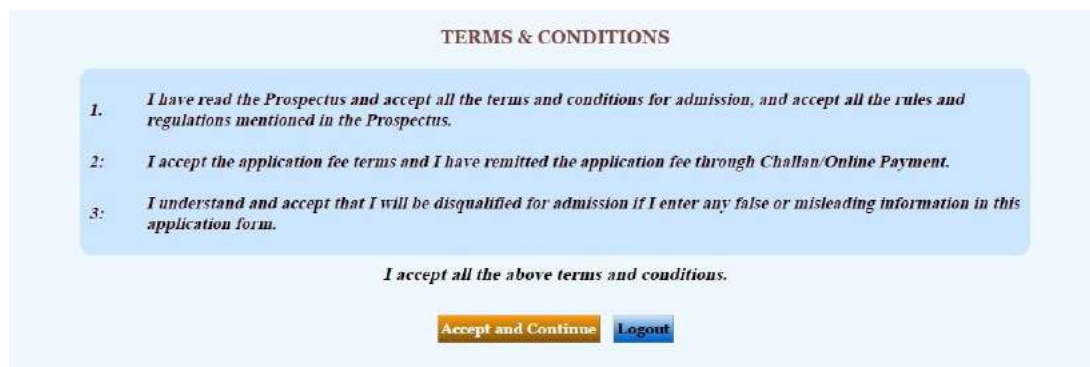 TERMS & CONDITIONS
1. I have read the Prospectus and accept all the terms and conditions for admission, and accept all the rules and
regulations mentioned in the Prospectus.
2: I accept the application fee terms and I have remitted the application fee through Challan/Online Payment.
3: I understand and accept that I will be disqualified for admission if I enter any false or misleading information in this
application form.
I accept all the above terms and conditions.
Accept and Continue Logout